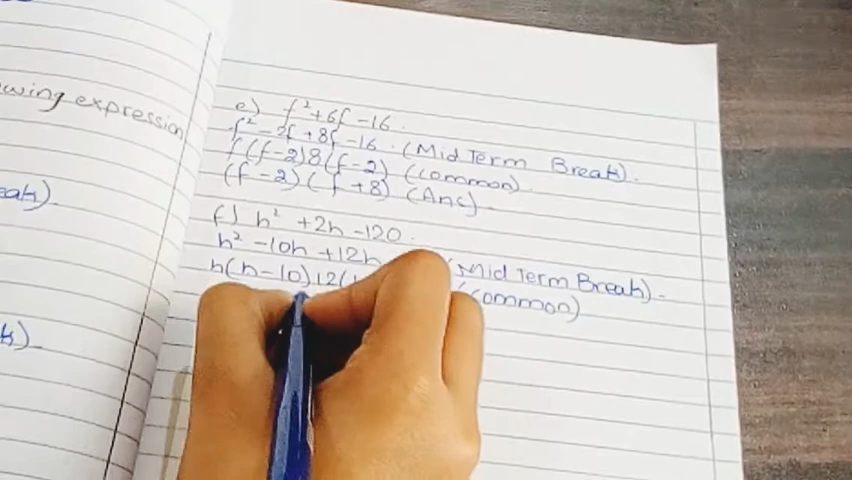 owing expression
eak).
k).
e) f² + 6f - 16.
f² - 2f + 8f - 16. (Mid Term Break).
f(f-2)8(f-2) (common).
(f-2)(f+8) (Ans).
f) h² + 2h - 120.
h² - 10h + 12h (Mid Term Break).
h(h-10)12( (common)